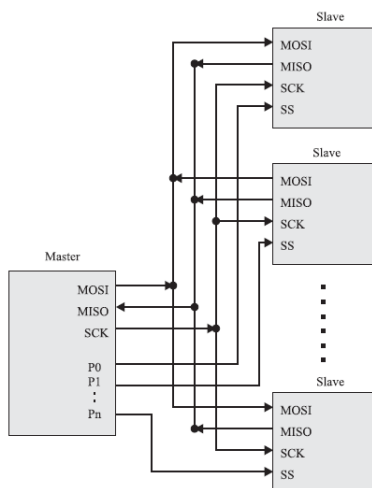 Slave
MOSI
MISO
SCK
SS
Slave
MOSI
MISO
SCK
SS
Master
MOSI
MISO
SCK
P0
P1
Pn
Slave
MOSI
MISO
SCK
SS